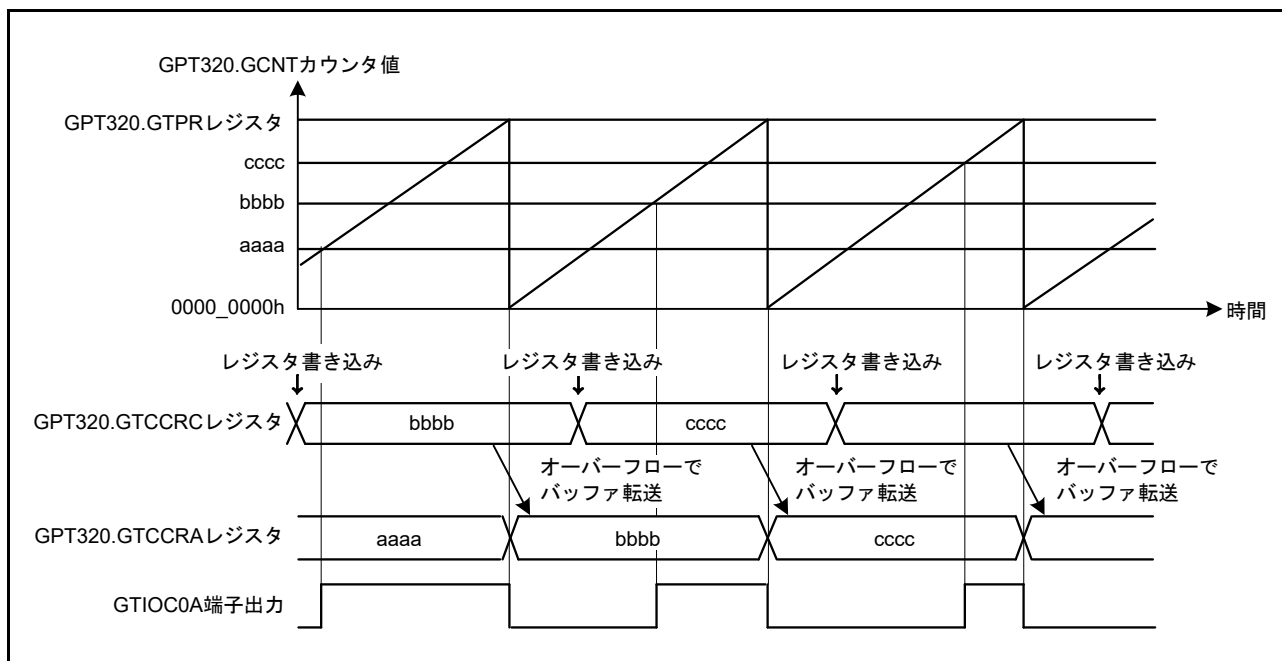 GPT320.GCNTカウンタ値
GPT320.GTPRレジスタ
cccc
bbbb
aaaa
0000_0000h
時間
レジスタ書き込み
レジスタ書き込み
レジスタ書き込み
レジスタ書き込み
GPT320.GTCCRCレジスタ
bbbb
cccc
オーバーフローで
バッファ転送
オーバーフローで
バッファ転送
オーバーフローで
バッファ転送
GPT320.GTCCRAレジスタ
aaaa
bbbb
cccc
GTIOC0A端子出力